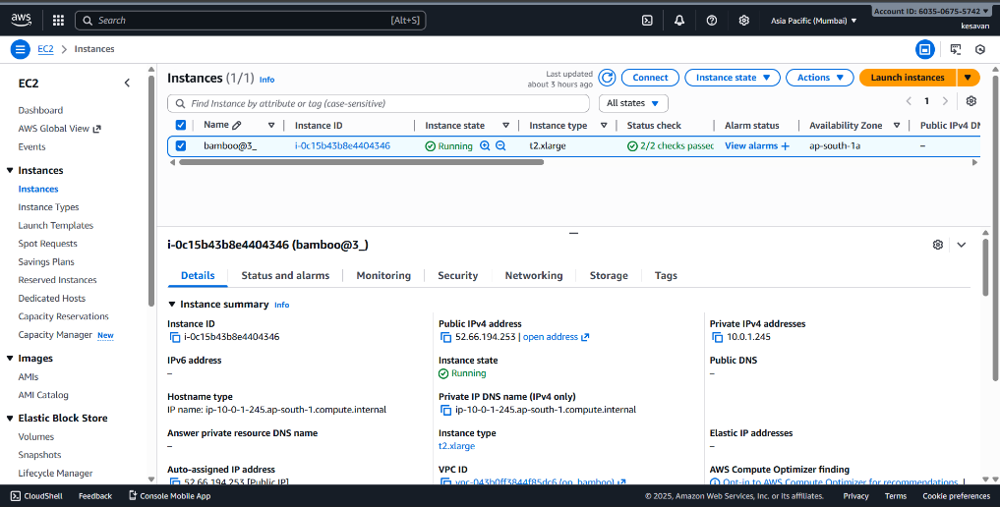 aws
Search [Alt+S]
Asia Pacific (Mumbai)
Account ID: 6035-0675-5742
kesavan
EC2 > Instances
EC2
Dashboard
AWS Global View
Events
Instances
Instances
Instance Types
Launch Templates
Spot Requests
Savings Plans
Reserved Instances
Dedicated Hosts
Capacity Reservations
Capacity Manager New
Images
AMIs
AMI Catalog
Elastic Block Store
Volumes
Snapshots
Lifecycle Manager
Instances (1/1) Info
Last updated
about 3 hours ago
Connect
Instance state
Actions
Launch instances
Find Instance by attribute or tag (case-sensitive)
All states
1
Name Instance ID Instance state Instance type Status check Alarm status Availability Zone Public IPv4 DN
bamboo@3_ i-0c15b43b8e4404346 Running t2.xlarge 2/2 checks passed View alarms + ap-south-1a –
i-0c15b43b8e4404346 (bamboo@3_)
Details Status and alarms Monitoring Security Networking Storage Tags
Instance summary Info
Instance ID
i-0c15b43b8e4404346
Public IPv4 address
52.66.194.253 | open address
Private IPv4 addresses
10.0.1.245
IPv6 address
–
Instance state
Running
Public DNS
–
Hostname type
IP name: ip-10-0-1-245.ap-south-1.compute.internal
Private IP DNS name (IPv4 only)
ip-10-0-1-245.ap-south-1.compute.internal
Answer private resource DNS name
–
Instance type
t2.xlarge
Elastic IP addresses
–
Auto-assigned IP address
52.66.194.253 [Public IP]
VPC ID
vpc-043b0ff3844f85dc6 (op_bamboo)
AWS Compute Optimizer finding
Opt-in to AWS Compute Optimizer for recommendations. |
CloudShell Feedback Console Mobile App
© 2025, Amazon Web Services, Inc. or its affiliates. Privacy Terms Cookie preferences